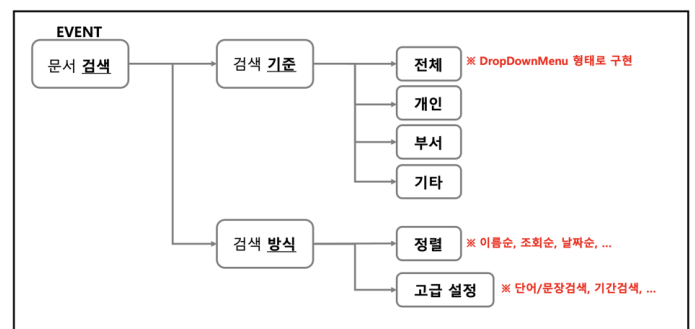 EVENT
문서 검색
검색 기준
전체
※ DropDownMenu 형태로 구현
개인
부서
기타
검색 방식
정렬
※ 이름순, 조회순, 날짜순, ...
고급 설정
※ 단어/문장검색, 기간검색, ...